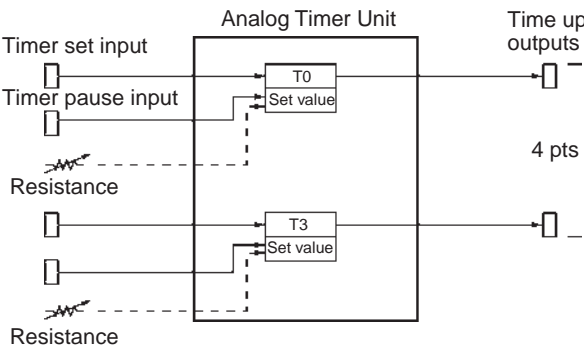 Analog Timer Unit
Time up
outputs
Timer set input
T0
Set value
Timer pause input
4 pts
Resistance
T3
Set value
Resistance